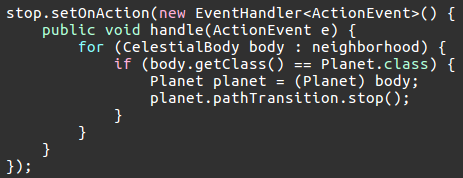 stop.setOnAction(new EventHandler<ActionEvent>() {
    public void handle(ActionEvent e) {
        for (CelestialBody body : neighborhood) {
            if (body.getClass() == Planet.class) {
                Planet planet = (Planet) body;
                planet.pathTransition.stop();
            }
        }
    }
});